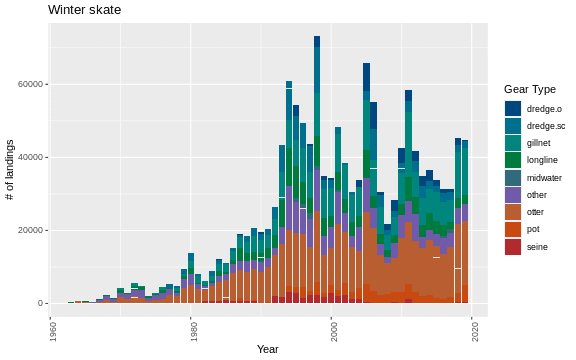 Winter skate
# of landings
60000
40000
20000
0
1960
1980
2000
2020
Year
Gear Type
dredge.o
dredge.sc
gillnet
longline
midwater
other
otter
pot
seine